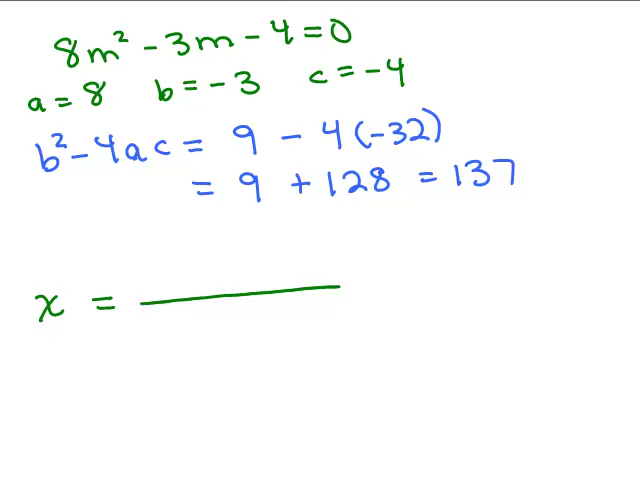 8m² - 3m - 4 = 0
a = 8 b = -3 c = -4
b² - 4ac = 9 - 4(-32)
= 9 + 128 = 137
x =